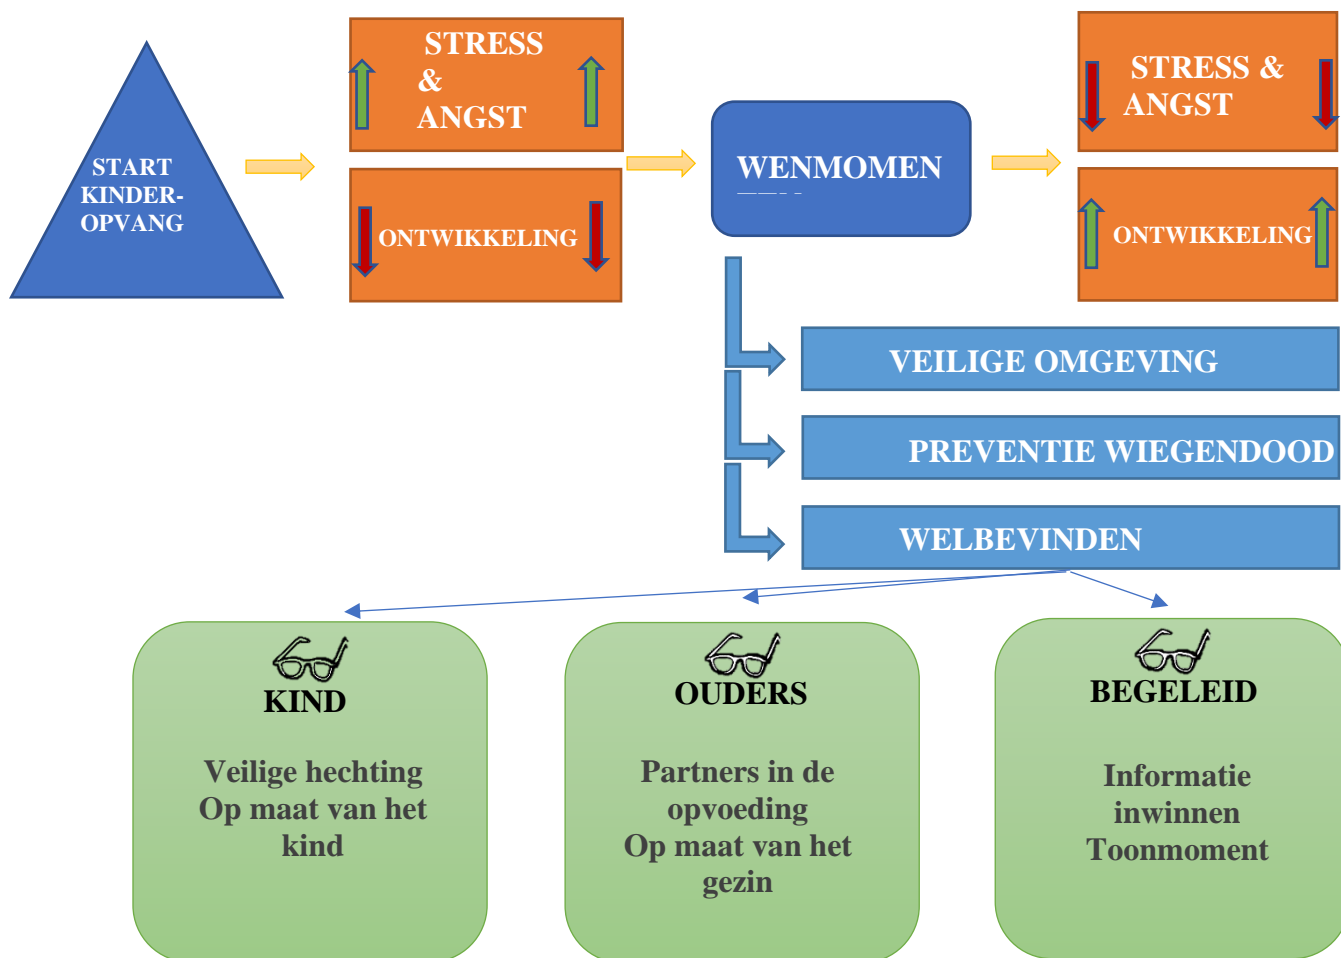 START
KINDER-
OPVANG
STRESS
&
ANGST
ONTWIKKELING
WENMOMEN
STRESS &
ANGST
ONTWIKKELING
VEILIGE OMGEVING
PREVENTIE WIEGENDOOD
WELBEVINDEN
KIND
Veilige hechting
Op maat van het
kind
OUDERS
Partners in de
opvoeding
Op maat van het
gezin
BEGELEID
Informatie
inwinnen
Toonmoment